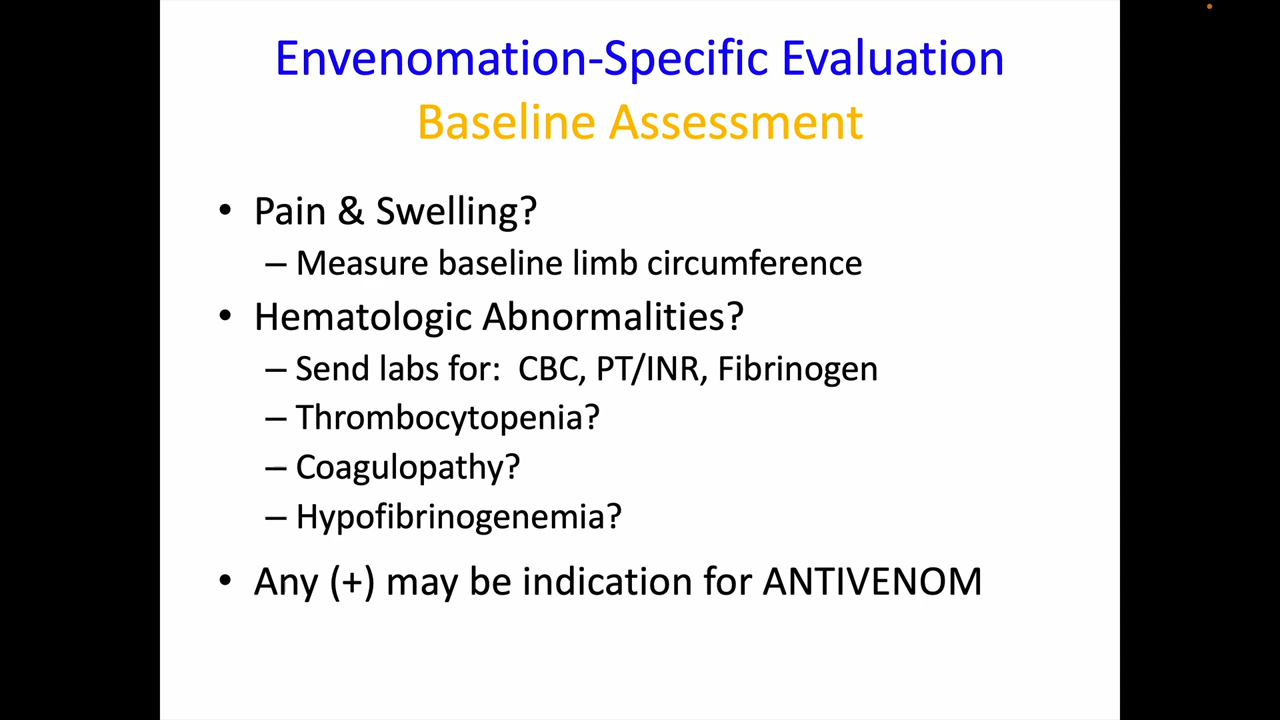 Envenomation-Specific Evaluation
Baseline Assessment
• Pain & Swelling?
– Measure baseline limb circumference
• Hematologic Abnormalities?
– Send labs for:  CBC, PT/INR, Fibrinogen
– Thrombocytopenia?
– Coagulopathy?
– Hypofibrinogenemia?
• Any (+) may be indication for ANTIVENOM